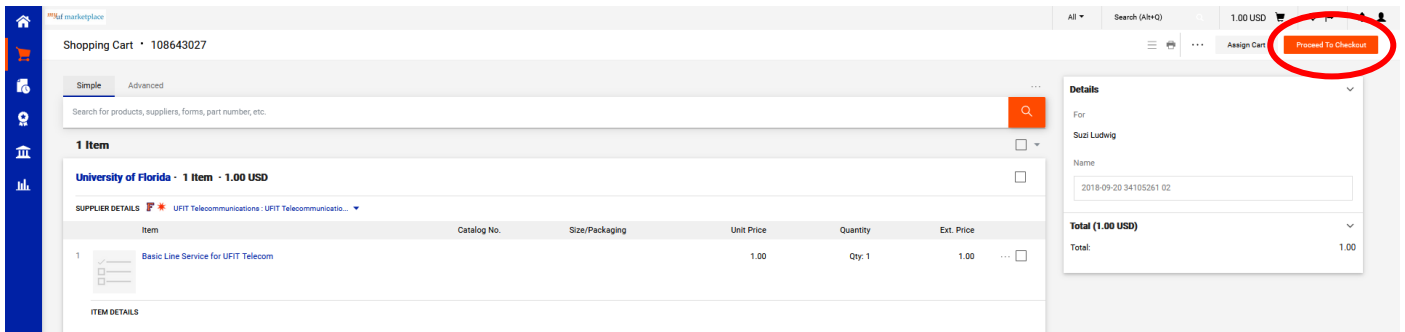 myuf marketplace
All
Search (Alt+Q)
1.00 USD
Shopping Cart • 108643027
Assign Cart
Proceed To Checkout
Simple
Advanced
Search for products, suppliers, forms, part number, etc.
1 Item
University of Florida · 1 Item · 1.00 USD
SUPPLIER DETAILS F UFIT Telecommunications : UFIT Telecommunicatio...
Item Catalog No. Size/Packaging Unit Price Quantity Ext. Price
1 Basic Line Service for UFIT Telecom 1.00 Qty: 1 1.00 ...
ITEM DETAILS
Details
For
Suzi Ludwig
Name
2018-09-20 34105261 02
Total (1.00 USD)
Total: 1.00